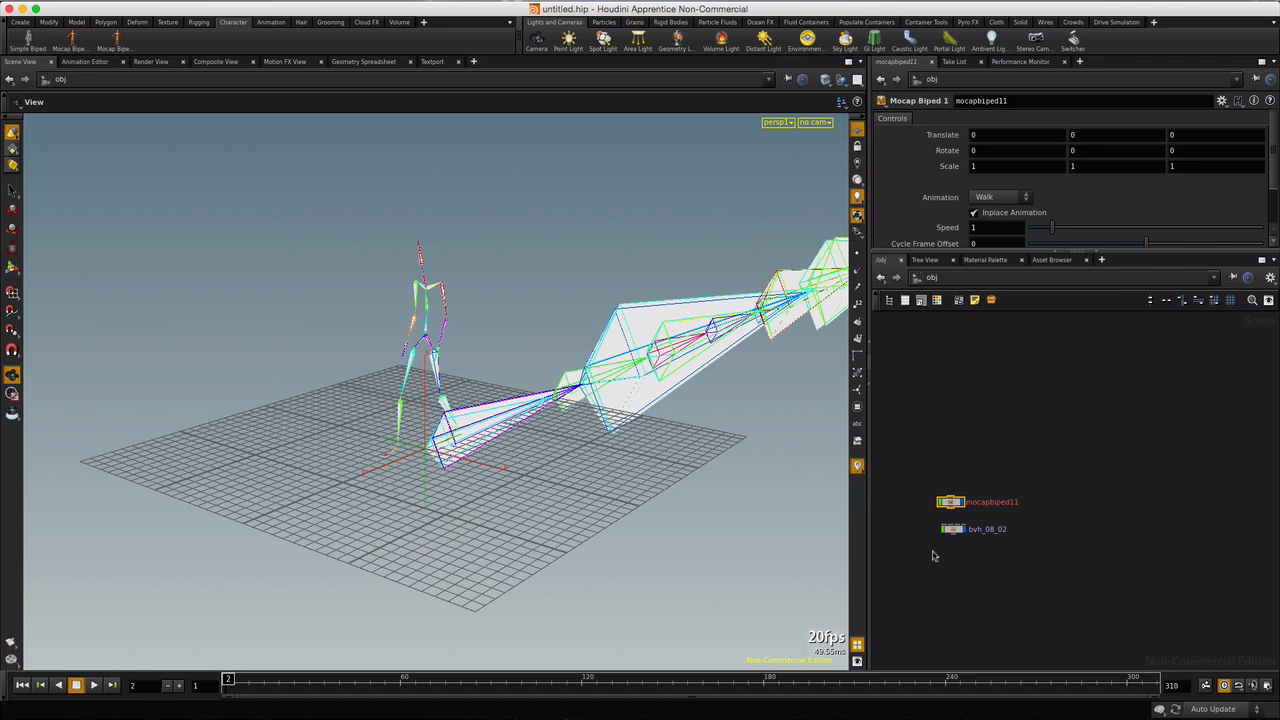 untitled.hip - Houdini Apprentice Non-Commercial
Create Modify Model Polygon Deform Texture Rigging Character Animation Hair Grooming Cloud FX Volume
Lights and Cameras Particles Grains Rigid Bodies Particle Fluids Ocean FX Fluid Containers Populate Containers Container Tools Pyro FX Cloth Solid Wires Crowds Drive Simulation
Simple Biped Mocap Bipe... Mocap Bipe...
Camera Point Light Spot Light Area Light Geometry L... Volume Light Distant Light Environmen... Sky Light GI Light Caustic Light Portal Light Ambient Lig... Stereo Cam... Switcher
Scene View Animation Editor Render View Composite View Motion FX View Geometry Spreadsheet Textport
mocapbiped11 Take List Performance Monitor
obj
obj
View
Mocap Biped 1 mocapbiped11
persp1 no cam
Controls
Translate 0 0 0
Rotate 0 0 0
Scale 1 1 1
Animation Walk
Inplace Animation
Speed 1
Cycle Frame Offset 0
/obj Tree View Material Palette Asset Browser
obj
Scene
mocapbiped11
bvh_08_02
20fps
49.55ms
Non-Commercial Edition
Non-Commercial Edition
2 1 2 60 120 180 240 300 310
Auto Update